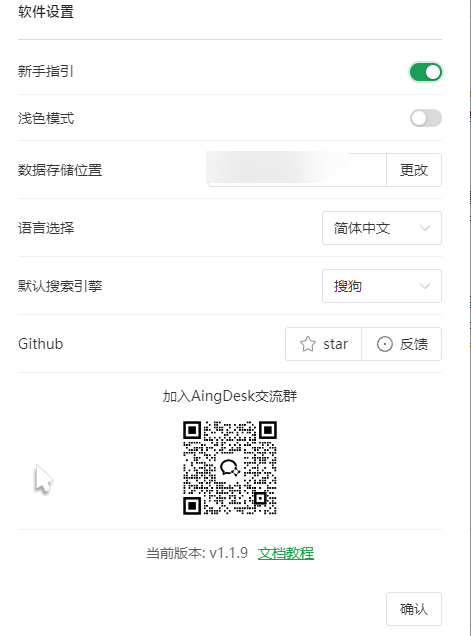 软件设置
新手指引
浅色模式
数据存储位置 更改
语言选择 简体中文
默认搜索引擎 搜狗
Github star 反馈
加入AingDesk交流群
当前版本: v1.1.9 文档教程
确认